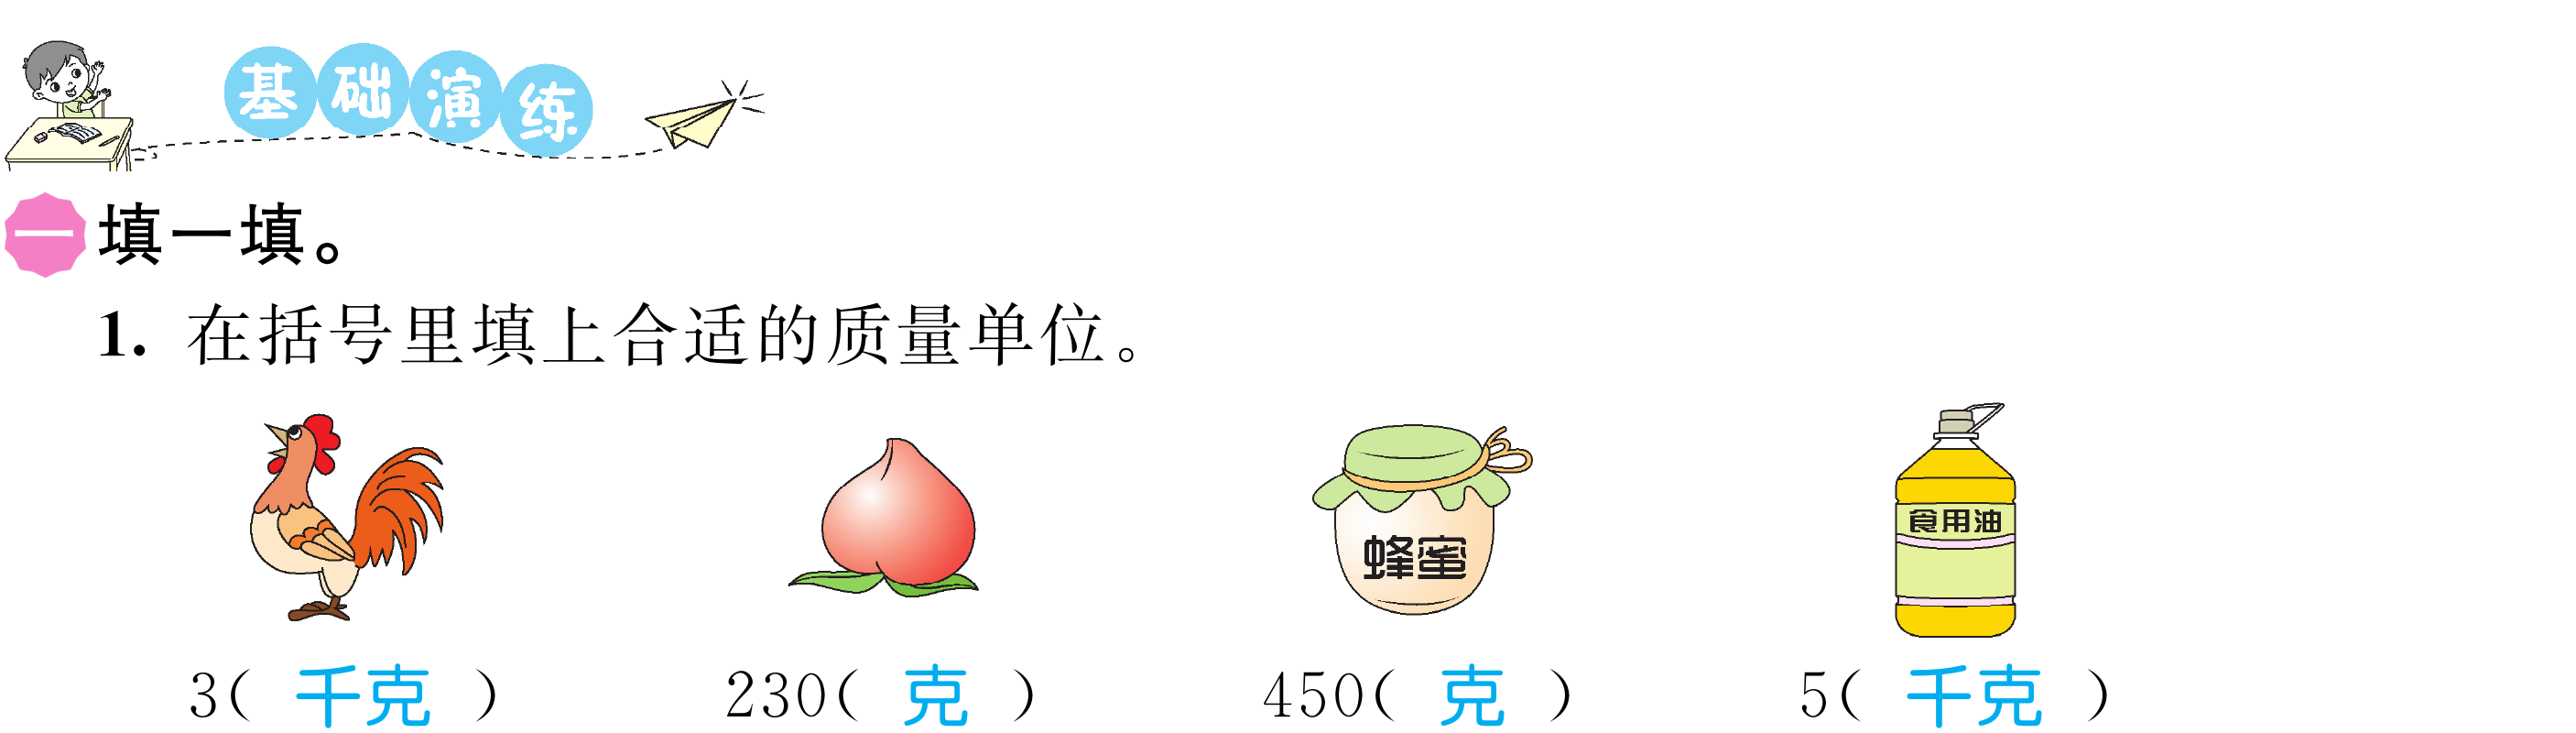 基础演练
一 填一填。
1. 在括号里填上合适的质量单位。
蜂蜜
食用油
3( 千克 ) 230( 克 ) 450( 克 ) 5( 千克 )